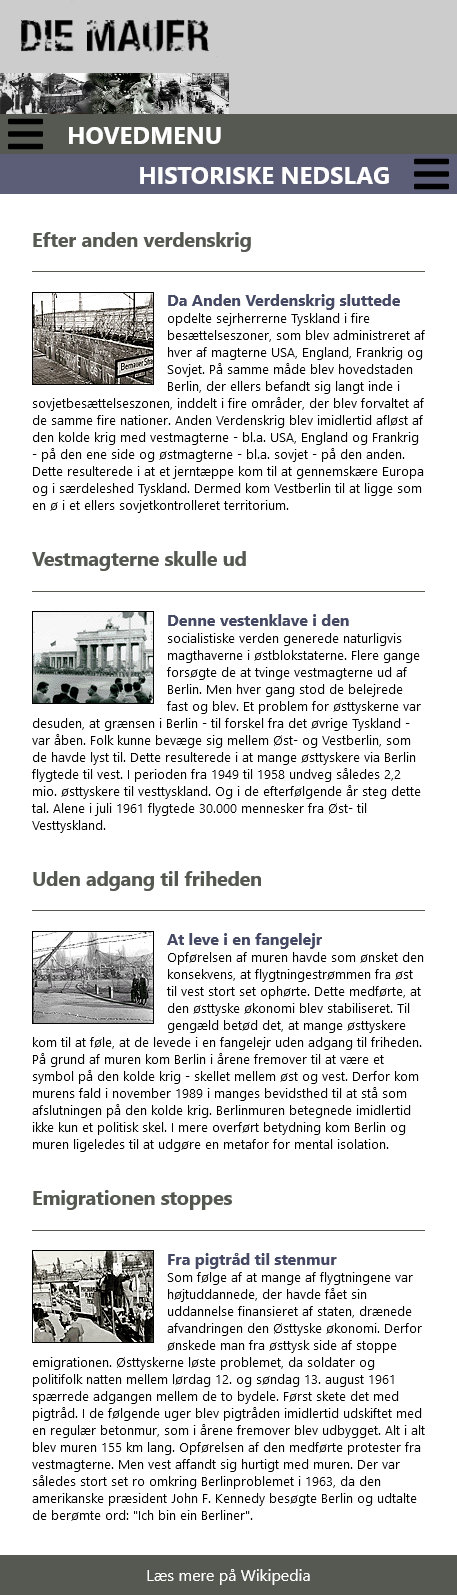 DIE MAUER
HOVEDMENU
HISTORISKE NEDSLAG
Efter anden verdenskrig
Da Anden Verdenskrig sluttede
opdelte sejrherrerne Tyskland i fire
besættelseszoner, som blev administreret af
hver af magterne USA, England, Frankrig og
Sovjet. På samme måde blev hovedstaden
Berlin, der ellers befandt sig langt inde i
sovjetbesættelseszonen, inddelt i fire områder, der blev forvaltet af
de samme fire nationer. Anden Verdenskrig blev imidlertid afløst af
den kolde krig med vestmagterne - bl.a. USA, England og Frankrig
- på den ene side og østmagterne - bl.a. sovjet - på den anden.
Dette resulterede i at et jerntæppe kom til at gennemskære Europa
og i særdeleshed Tyskland. Dermed kom Vestberlin til at ligge som
en ø i et ellers sovjetkontrolleret territorium.
Bernauer Stra
Vestmagterne skulle ud
Denne vestenklave i den
socialistiske verden generede naturligvis
magthaverne i østblokstaterne. Flere gange
forsøgte de at tvinge vestmagterne ud af
Berlin. Men hver gang stod de belejrede
fast og blev. Et problem for østtyskerne var
desuden, at grænsen i Berlin - til forskel fra det øvrige Tyskland -
var åben. Folk kunne bevæge sig mellem Øst- og Vestberlin, som
de havde lyst til. Dette resulterede i at mange østtyskere via Berlin
flygtede til vest. I perioden fra 1949 til 1958 undveg således 2,2
mio. østtyskere til vesttyskland. Og i de efterfølgende år steg dette
tal. Alene i juli 1961 flygtede 30.000 mennesker fra Øst- til
Vesttyskland.
Uden adgang til friheden
At leve i en fangelejr
Opførelsen af muren havde som ønsket den
konsekvens, at flygtningestrømmen fra øst
til vest stort set ophørte. Dette medførte, at
den østtyske økonomi blev stabiliseret. Til
gengæld betød det, at mange østtyskere
kom til at føle, at de levede i en fangelejr uden adgang til friheden.
På grund af muren kom Berlin i årene fremover til at være et
symbol på den kolde krig - skellet mellem øst og vest. Derfor kom
murens fald i november 1989 i manges bevidsthed til at stå som
afslutningen på den kolde krig. Berlinmuren betegnede imidlertid
ikke kun et politisk skel. I mere overført betydning kom Berlin og
muren ligeledes til at udgøre en metafor for mental isolation.
Emigrationen stoppes
Fra pigtråd til stenmur
Som følge af at mange af flygtningene var
højtuddannede, der havde fået sin
uddannelse finansieret af staten, drænede
afvandringen den Østtyske økonomi. Derfor
ønskede man fra østtysk side af stoppe
emigrationen. Østtyskerne løste problemet, da soldater og
politifolk natten mellem lørdag 12. og søndag 13. august 1961
spærrede adgangen mellem de to bydele. Først skete det med
pigtråd. I de følgende uger blev pigtråden imidlertid udskiftet med
en regulær betonmur, som i årene fremover blev udbygget. Alt i alt
blev muren 155 km lang. Opførelsen af den medførte protester fra
vestmagterne. Men vest affandt sig hurtigt med muren. Der var
således stort set ro omkring Berlinproblemet i 1963, da den
amerikanske præsident John F. Kennedy besøgte Berlin og udtalte
de berømte ord: "Ich bin ein Berliner".
Læs mere på Wikipedia